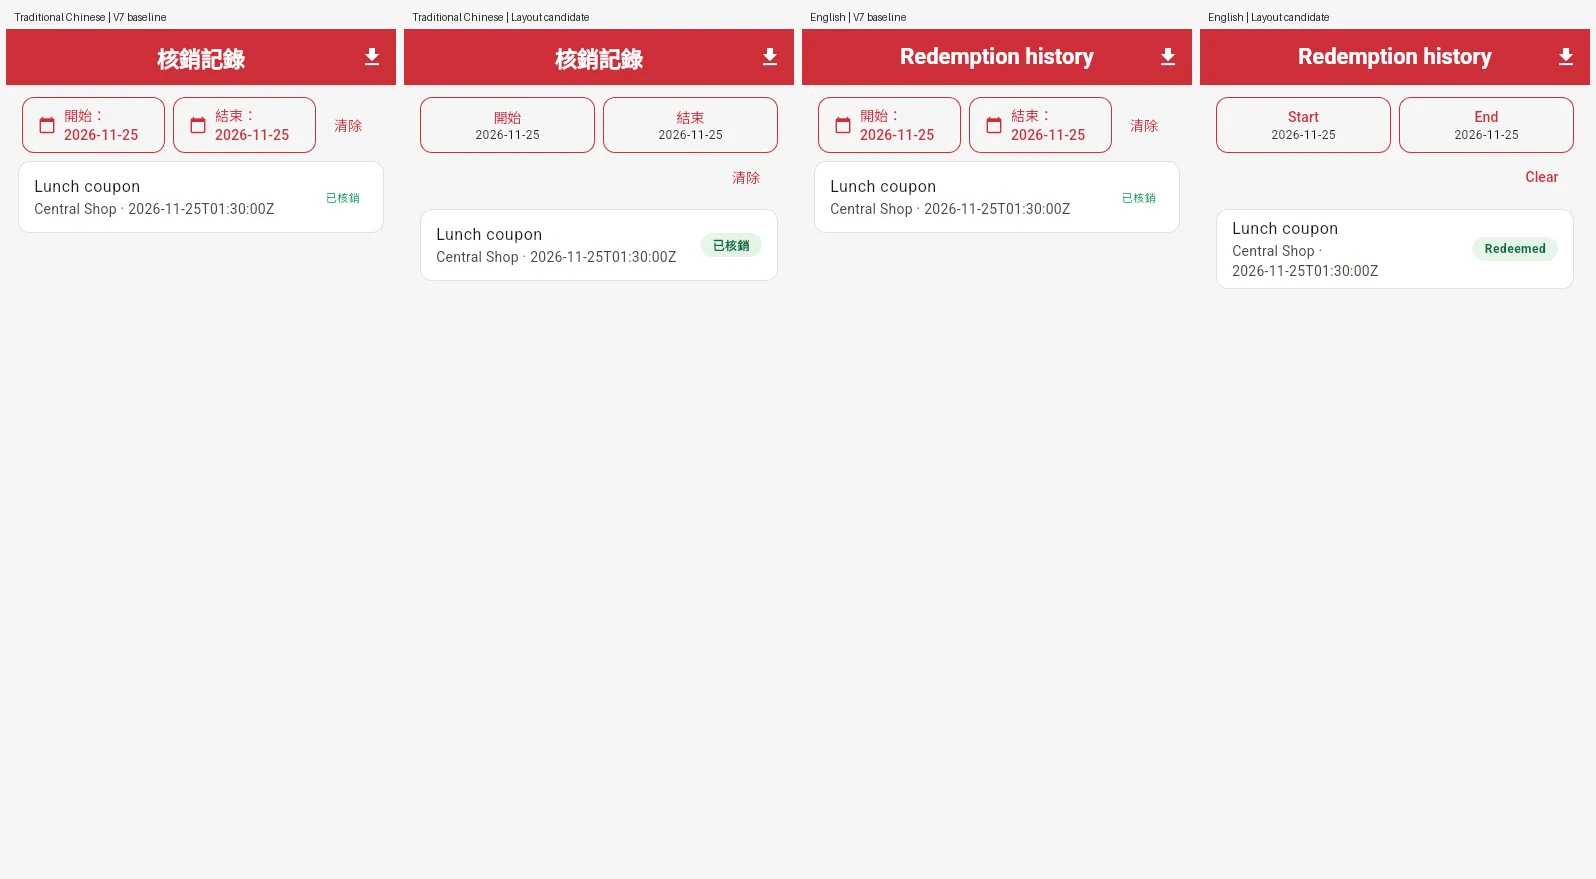 Traditional Chinese | V7 baseline
核銷記錄
開始：
2026-11-25
結束：
2026-11-25
清除
Lunch coupon
Central Shop · 2026-11-25T01:30:00Z
已核銷
Traditional Chinese | Layout candidate
核銷記錄
開始
2026-11-25
結束
2026-11-25
清除
Lunch coupon
Central Shop · 2026-11-25T01:30:00Z
已核銷
English | V7 baseline
Redemption history
開始：
2026-11-25
結束：
2026-11-25
清除
Lunch coupon
Central Shop · 2026-11-25T01:30:00Z
已核銷
English | Layout candidate
Redemption history
Start
2026-11-25
End
2026-11-25
Clear
Lunch coupon
Central Shop ·
2026-11-25T01:30:00Z
Redeemed